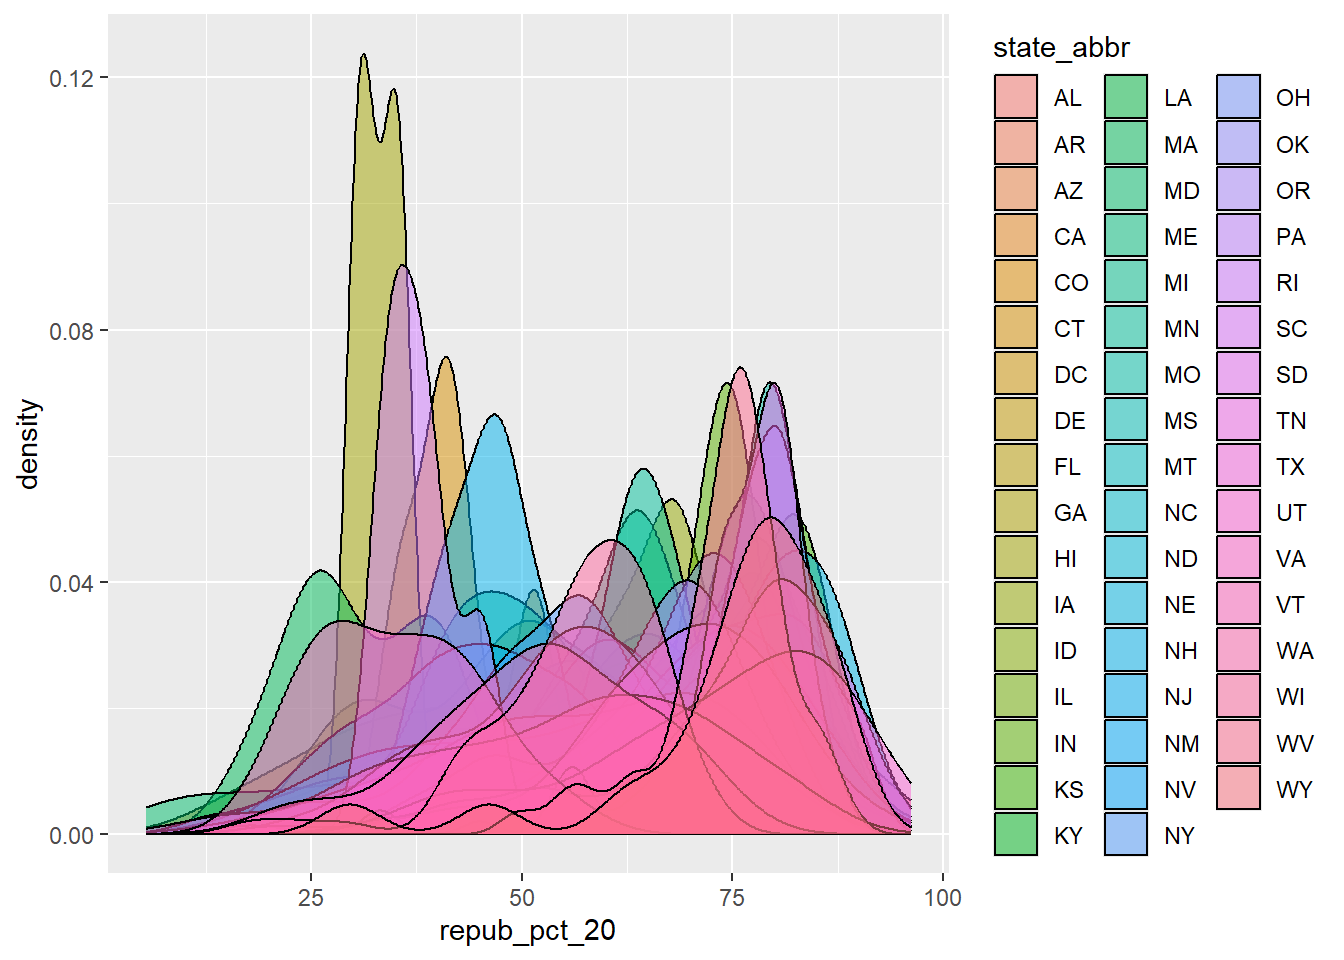 0.12
0.08
0.04
0.00
density
25
50
75
100
repub_pct_20
state_abbr
AL
AR
AZ
CA
CO
CT
DC
DE
FL
GA
HI
IA
ID
IL
IN
KS
KY
LA
MA
MD
ME
MI
MN
MO
MS
MT
NC
ND
NE
NH
NJ
NM
NV
NY
OH
OK
OR
PA
RI
SC
SD
TN
TX
UT
VA
VT
WA
WI
WV
WY